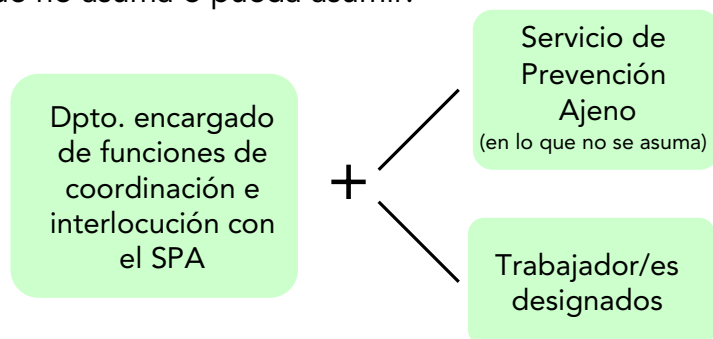 no asuma o pueda asumir.
Dpto. encargado
de funciones de
coordinación e
interlocución con
el SPA
+
Servicio de
Prevención
Ajeno
(en lo que no se asuma)
Trabajador/es
designados